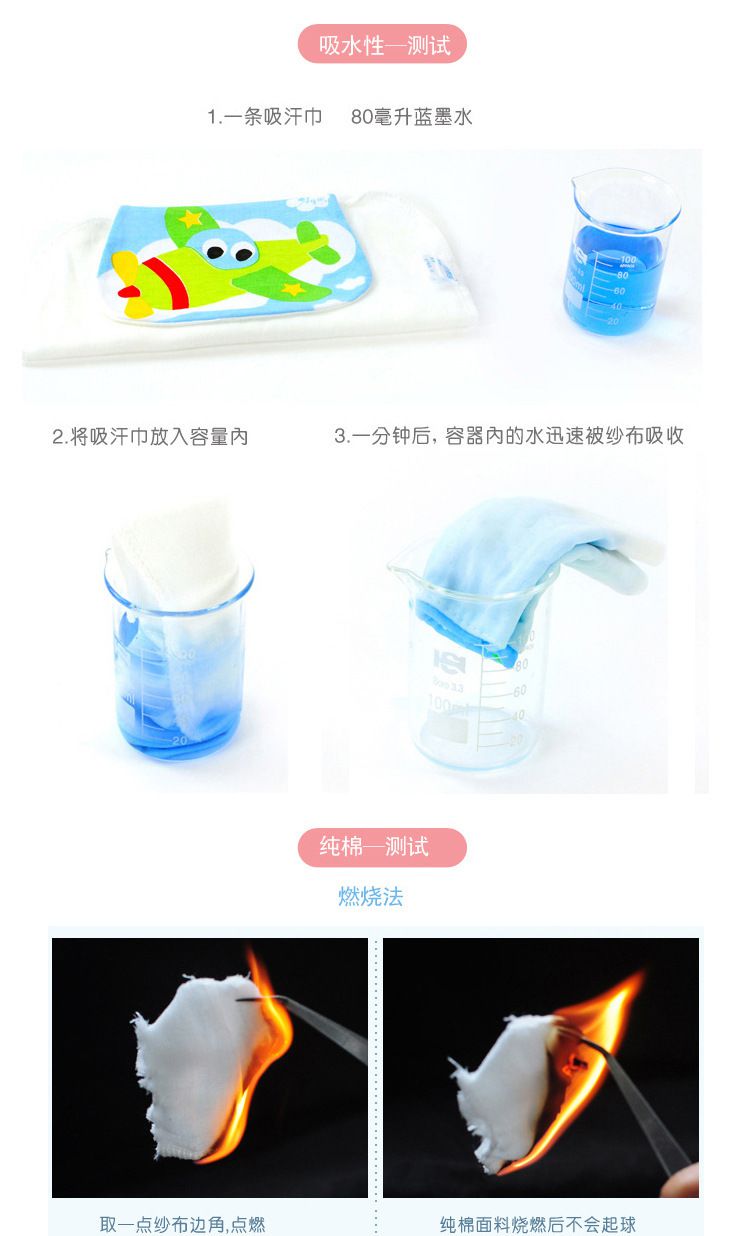 吸水性—测试
1.一条吸汗巾 80毫升蓝墨水
100
80
60
40
20
2.将吸汗巾放入容量内
3.一分钟后, 容器内的水迅速被纱布吸收
20
80
Boro 3.3
60
100ml
40
20
纯棉—测试
燃烧法
取一点纱布边角,点燃
纯棉面料烧燃后不会起球